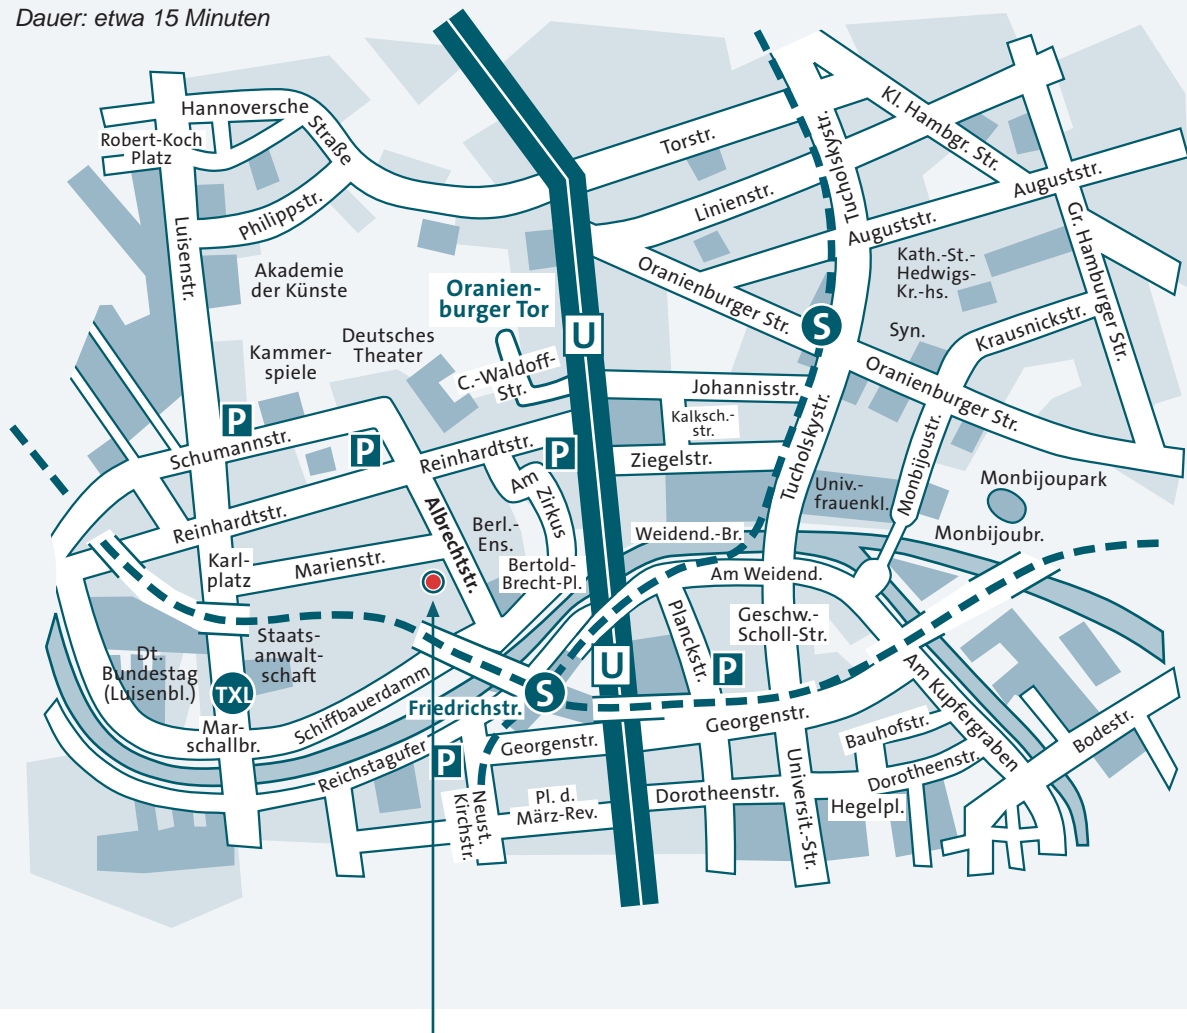 Dauer: etwa 15 Minuten
Hannoversche
Straße
Robert-Koch
Platz
Philippstr.
Luisenstr.
Torstr.
Linienstr.
Tucholskystr.
Kl. Hambgr. Str.
Auguststr.
Auguststr.
Gr. Hamburger Str.
Akademie
der Künste
Oranien-
burger Tor
U
Oranienburger Str.
S
Kath.-St.-
Hedwigs-
Kr.-hs.
Syn.
Krausnickstr.
Kammer-
spiele
Deutsches
Theater
C.-Waldoff-
Str.
Johannisstr.
Kalksch.-
str.
Ziegelstr.
Tucholskystr.
Oranienburger Str.
Monbijoustr.
P
Schumannstr.
P
Reinhardtstr.
P
Am
Zirkus
Albrechtstr.
Berl.-
Ens.
Bertold-
Brecht-Pl.
Reinhardtstr.
Karl-
platz
Marienstr.
Weidend.-Br.
Univ.-
frauenkl.
Monbijoupark
Monbijoubr.
Am Weidend.
Geschw.-
Scholl-Str.
Planckstr.
P
U
S
Friedrichstr.
Staats-
anwalt-
schaft
Dt.
Bundestag
(Luisenbl.)
TXL
Mar-
schallbr.
Schiffbauerdamm
Reichstagufer
P
Georgenstr.
Georgenstr.
Am Kupfergraben
Bauhofstr.
Dorotheenstr.
Hegelpl.
Bodestr.
Neust.
Kirchstr.
Pl. d.
März-Rev.
Dorotheenstr.
Universit.-Str.